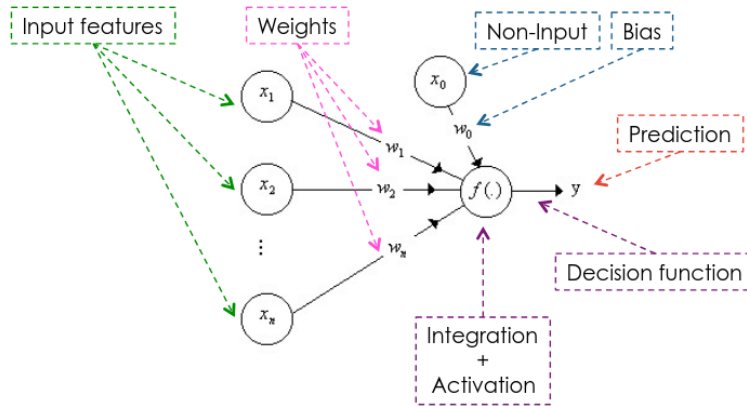 Input features
Weights
Non-Input
Bias
x₁
x₀
w₀
w₁
Prediction
x₂
w₂
f(.)
y
⋮
wₙ
Decision function
xₙ
Integration
+
Activation